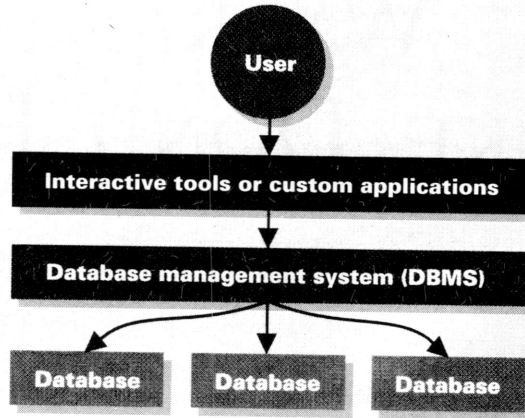 User
Interactive tools or custom applications
Database management system (DBMS)
Database
Database
Database